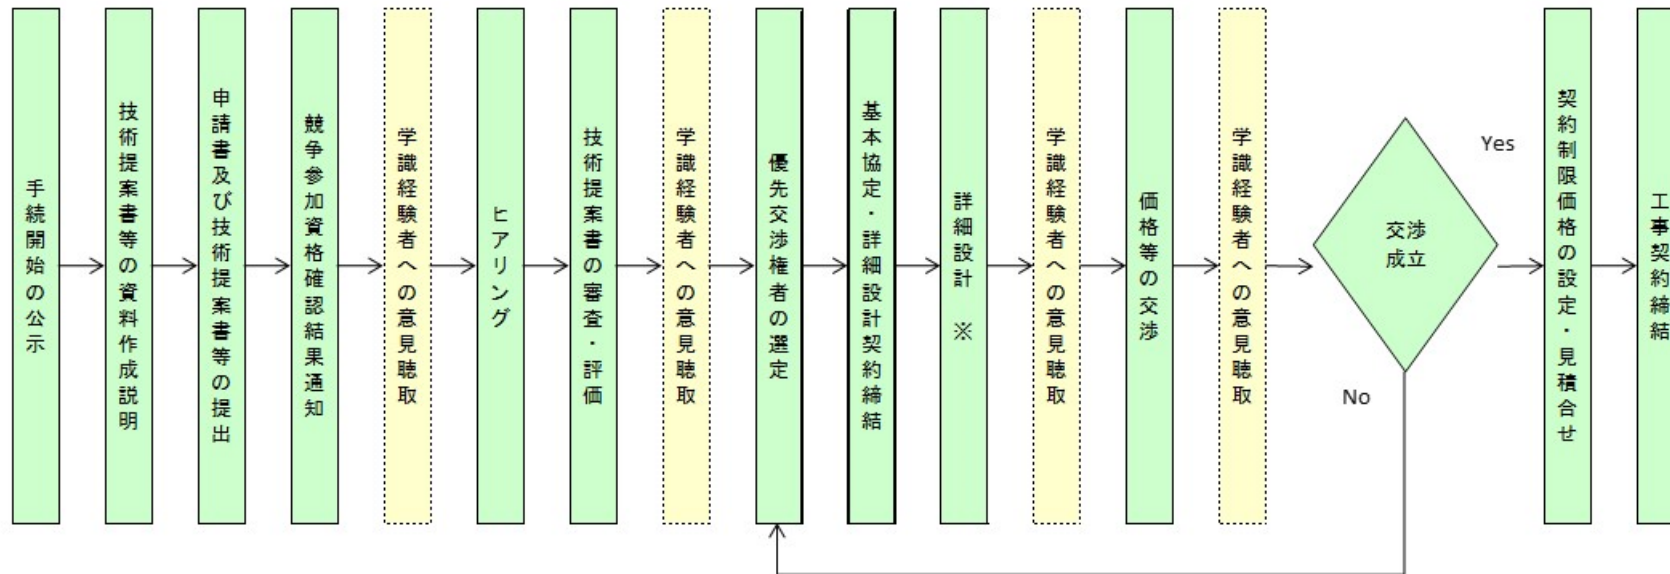 手続開始の公示
技術提案書等の資料作成説明
申請書及び技術提案書等の提出
競争参加資格確認結果通知
学識経験者への意見聴取
ヒアリング
技術提案書の審査・評価
学識経験者への意見聴取
優先交渉権者の選定
基本協定・詳細設計契約締結
詳細設計　※
学識経験者への意見聴取
価格等の交渉
学識経験者への意見聴取
交渉
成立
Yes
No
契約制限価格の設定・見積合せ
工事契約締結